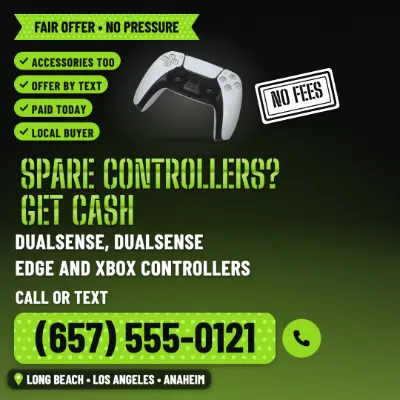 FAIR OFFER • NO PRESSURE
ACCESSORIES TOO
OFFER BY TEXT
PAID TODAY
LOCAL BUYER
NO FEES
SPARE CONTROLLERS?
GET CASH
DUALSENSE, DUALSENSE
EDGE AND XBOX CONTROLLERS
CALL OR TEXT
(657) 555-0121
LONG BEACH • LOS ANGELES • ANAHEIM